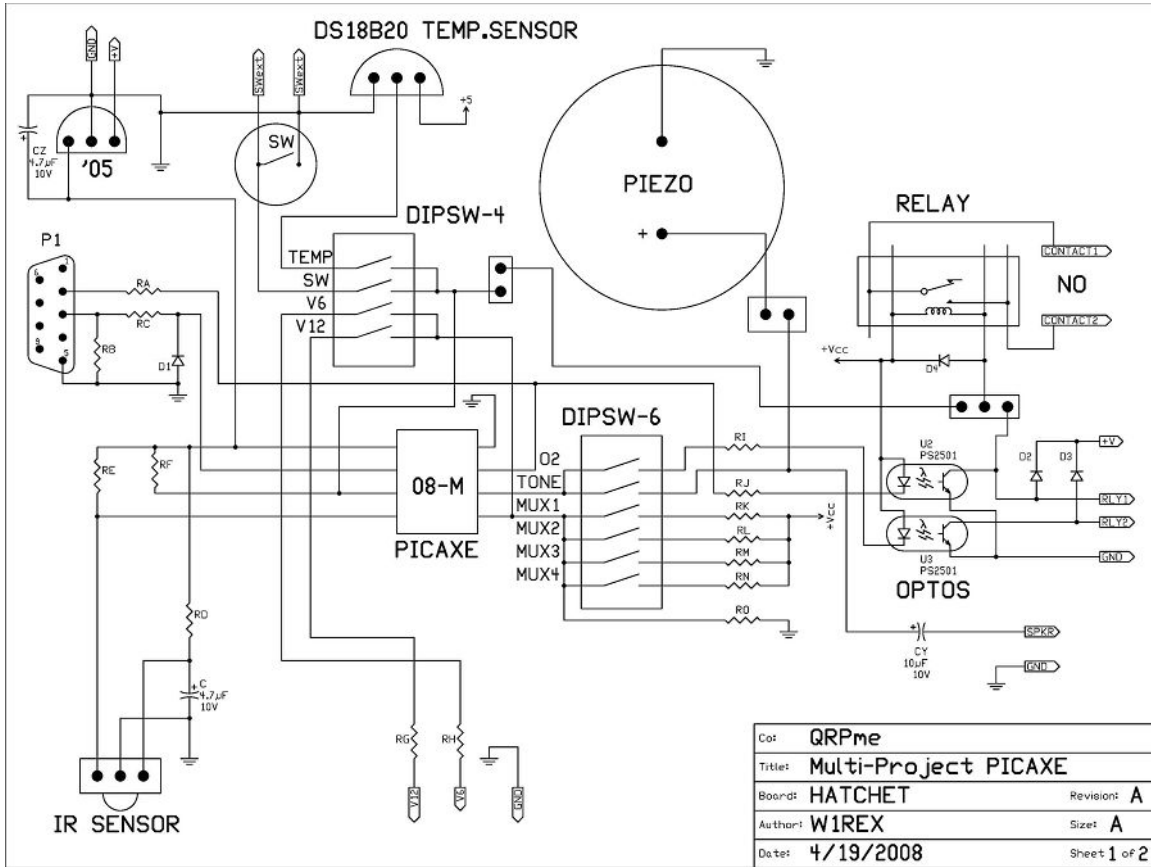 DS18B20 TEMP.SENSOR
GND
+V
SWext
SWext
+5
+
CZ
4.7µF
10V
'05
SW
PIEZO
+
DIPSW-4
RELAY
P1
1
6
9
5
RA
RC
RB
D1
TEMP
SW
V6
V12
CONTACT1
NO
CONTACT2
+Vcc
D4
DIPSW-6
RE
RF
08-M
PICAXE
O2
TONE
MUX1
MUX2
MUX3
MUX4
RI
RJ
RK
RL
RM
RN
RO
+Vcc
U2
PS2501
U3
PS2501
OPTOS
D2
D3
+V
RLY1
RLY2
GND
RD
+
C
4.7µF
10V
+
CY
10µF
10V
SPKR
GND
RG
RH
V12
V6
GND
IR SENSOR
Co: QRPme
Title: Multi-Project PICAXE
Board: HATCHET Revision: A
Author: W1REX Size: A
Date: 4/19/2008 Sheet 1 of 2